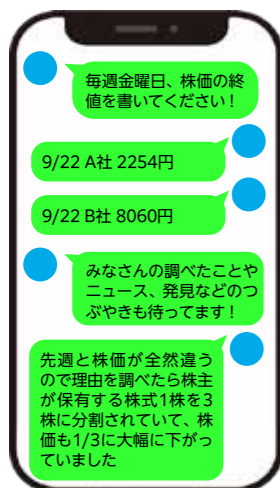 毎週金曜日、株価の終
値を書いてください！
9/22 A社 2254円
9/22 B社 8060円
みなさんの調べたことや
ニュース、発見などのつ
ぶやきも待ってます！
先週と株価が全然違う
ので理由を調べたら株主
が保有する株式1株を3
株に分割されていて、株
価も1/3に大幅に下がっ
ていました